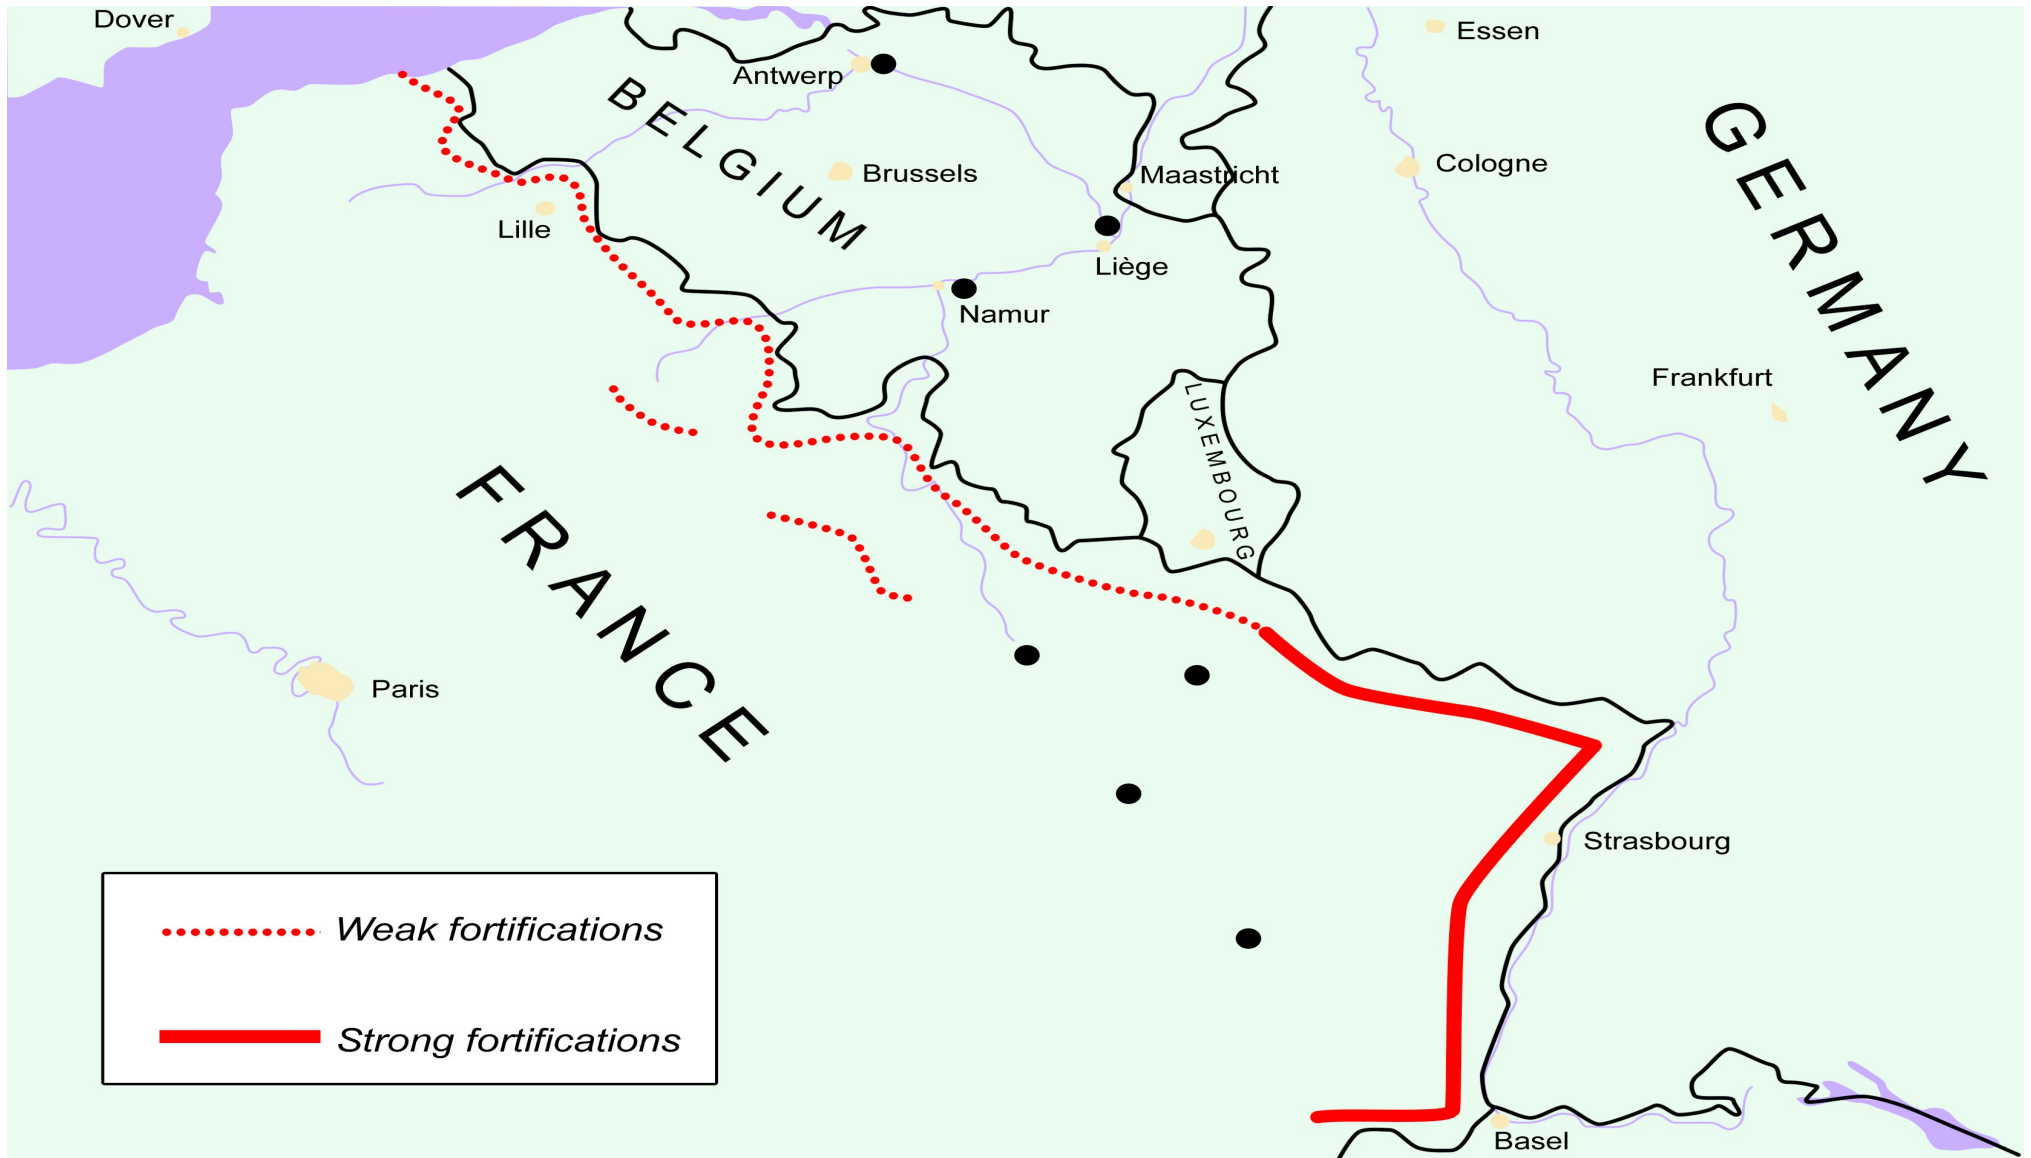 Dover
Essen
Antwerp
BELGIUM
GERMANY
Cologne
Brussels
Maastricht
Lille
Liège
Namur
Frankfurt
LUXEMBOURG
FRANCE
Paris
Strasbourg
Weak fortifications
Strong fortifications
Basel